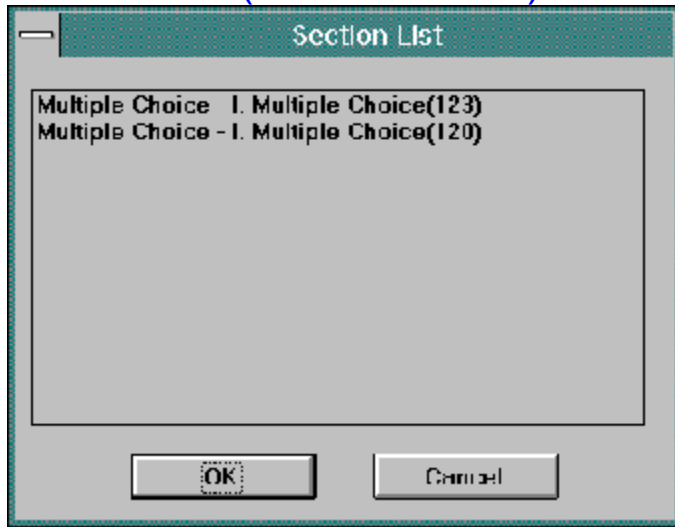 Section List
Multiple Choice - I. Multiple Choice(123)
Multiple Choice - I. Multiple Choice(120)
OK
Cancel